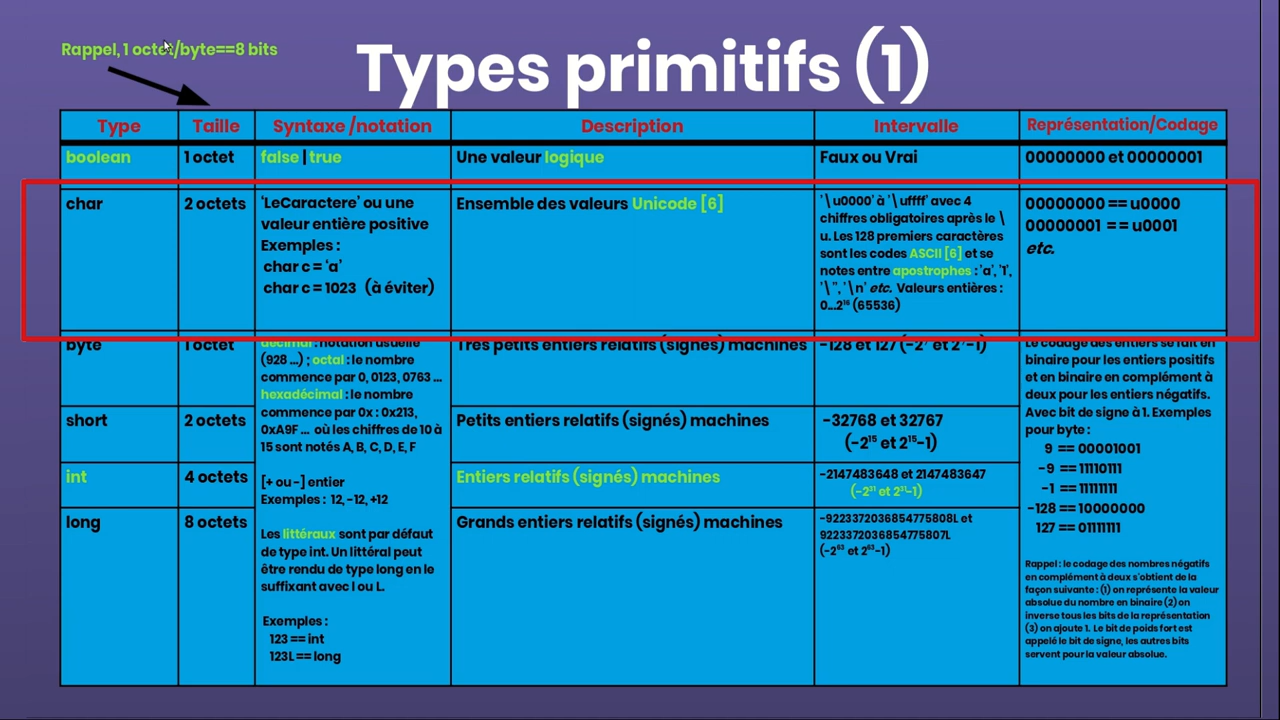 Rappel, 1 octet/byte==8 bits
Types primitifs (1)
Type
Taille
Syntaxe /notation
Description
Intervalle
Représentation/Codage
boolean
1 octet
false | true
Une valeur logique
Faux ou Vrai
00000000 et 00000001
char
2 octets
‘LeCaractere’ ou une
valeur entière positive
Exemples :
char c = ‘a’
char c = 1023 (à éviter)
Ensemble des valeurs Unicode [6]
'\u0000' à '\uffff' avec 4
chiffres obligatoires après le \
u. Les 128 premiers caractères
sont les codes ASCII [6] et se
notes entre apostrophes : 'a', '1',
'\'', '\n' etc. Valeurs entières :
0...2¹⁶ (65536)
00000000 == u0000
00000001 == u0001
etc.
byte
1 octet
décimal : notation usuelle
(928 ...) ; octal : le nombre
commence par 0, 0123, 0763 ...
hexadécimal : le nombre
commence par 0x : 0x213,
0xA9F ... où les chiffres de 10 à
15 sont notés A, B, C, D, E, F
[+ ou -] entier
Exemples : 12, -12, +12
Les littéraux sont par défaut
de type int. Un littéral peut
être rendu de type long en le
suffixant avec l ou L.
Exemples :
123 == int
123L == long
Très petits entiers relatifs (signés) machines
-128 et 127 (-2⁷ et 2⁷-1)
Le codage des entiers se fait en
binaire pour les entiers positifs
et en binaire en complément à
deux pour les entiers négatifs.
Avec bit de signe à 1. Exemples
pour byte :
9 == 00001001
-9 == 11110111
-1 == 11111111
-128 == 10000000
127 == 01111111
Rappel : le codage des nombres négatifs
en complément à deux s'obtient de la
façon suivante : (1) on représente la valeur
absolue du nombre en binaire (2) on
inverse tous les bits de la représentation
(3) on ajoute 1. Le bit de poids fort est
appelé le bit de signe, les autres bits
servent pour la valeur absolue.
short
2 octets
Petits entiers relatifs (signés) machines
-32768 et 32767
(-2¹⁵ et 2¹⁵-1)
int
4 octets
Entiers relatifs (signés) machines
-2147483648 et 2147483647
(-2³¹ et 2³¹-1)
long
8 octets
Grands entiers relatifs (signés) machines
-9223372036854775808L et
9223372036854775807L
(-2⁶³ et 2⁶³-1)